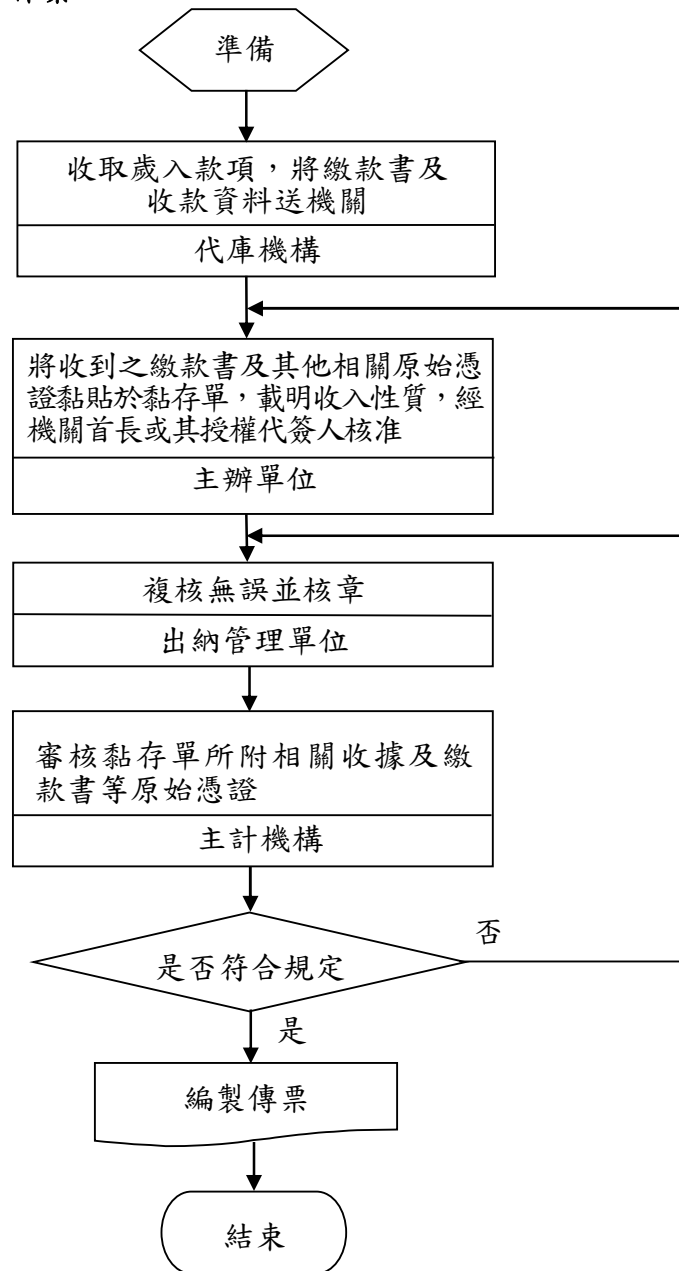 準備
收取歲入款項，將繳款書及
收款資料送機關
代庫機構
將收到之繳款書及其他相關原始憑
證黏貼於黏存單，載明收入性質，經
機關首長或其授權代簽人核准
主辦單位
複核無誤並核章
出納管理單位
審核黏存單所附相關收據及繳
款書等原始憑證
主計機構
是否符合規定
否
是
編製傳票
結束